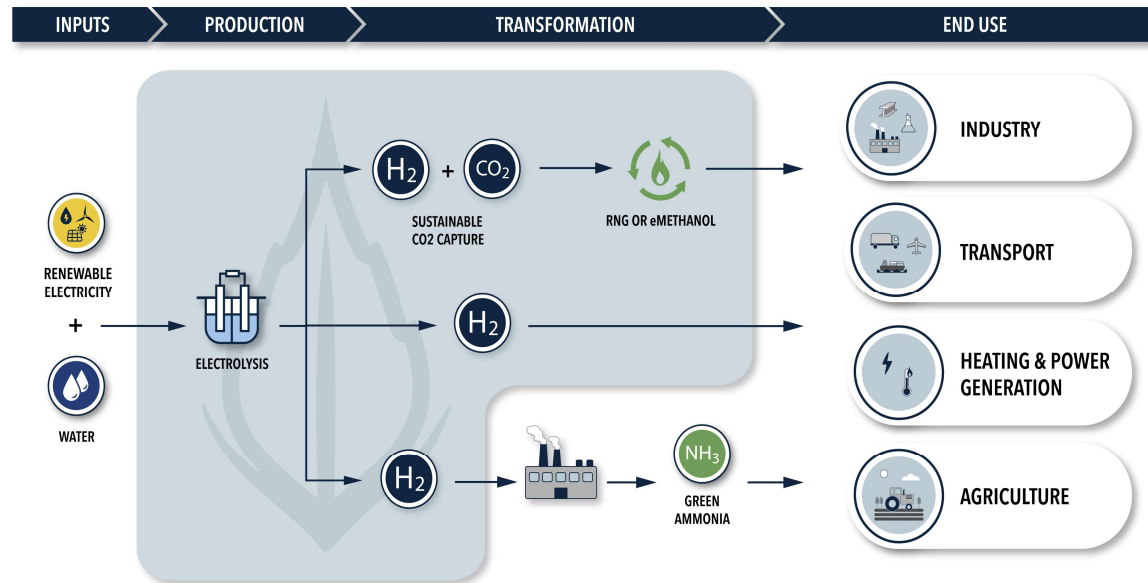 INPUTS
PRODUCTION
TRANSFORMATION
END USE
RENEWABLE
ELECTRICITY
+
WATER
ELECTROLYSIS
H₂ + CO₂
SUSTAINABLE
CO2 CAPTURE
RNG OR eMETHANOL
H₂
H₂
NH₃
GREEN
AMMONIA
INDUSTRY
TRANSPORT
HEATING & POWER
GENERATION
AGRICULTURE